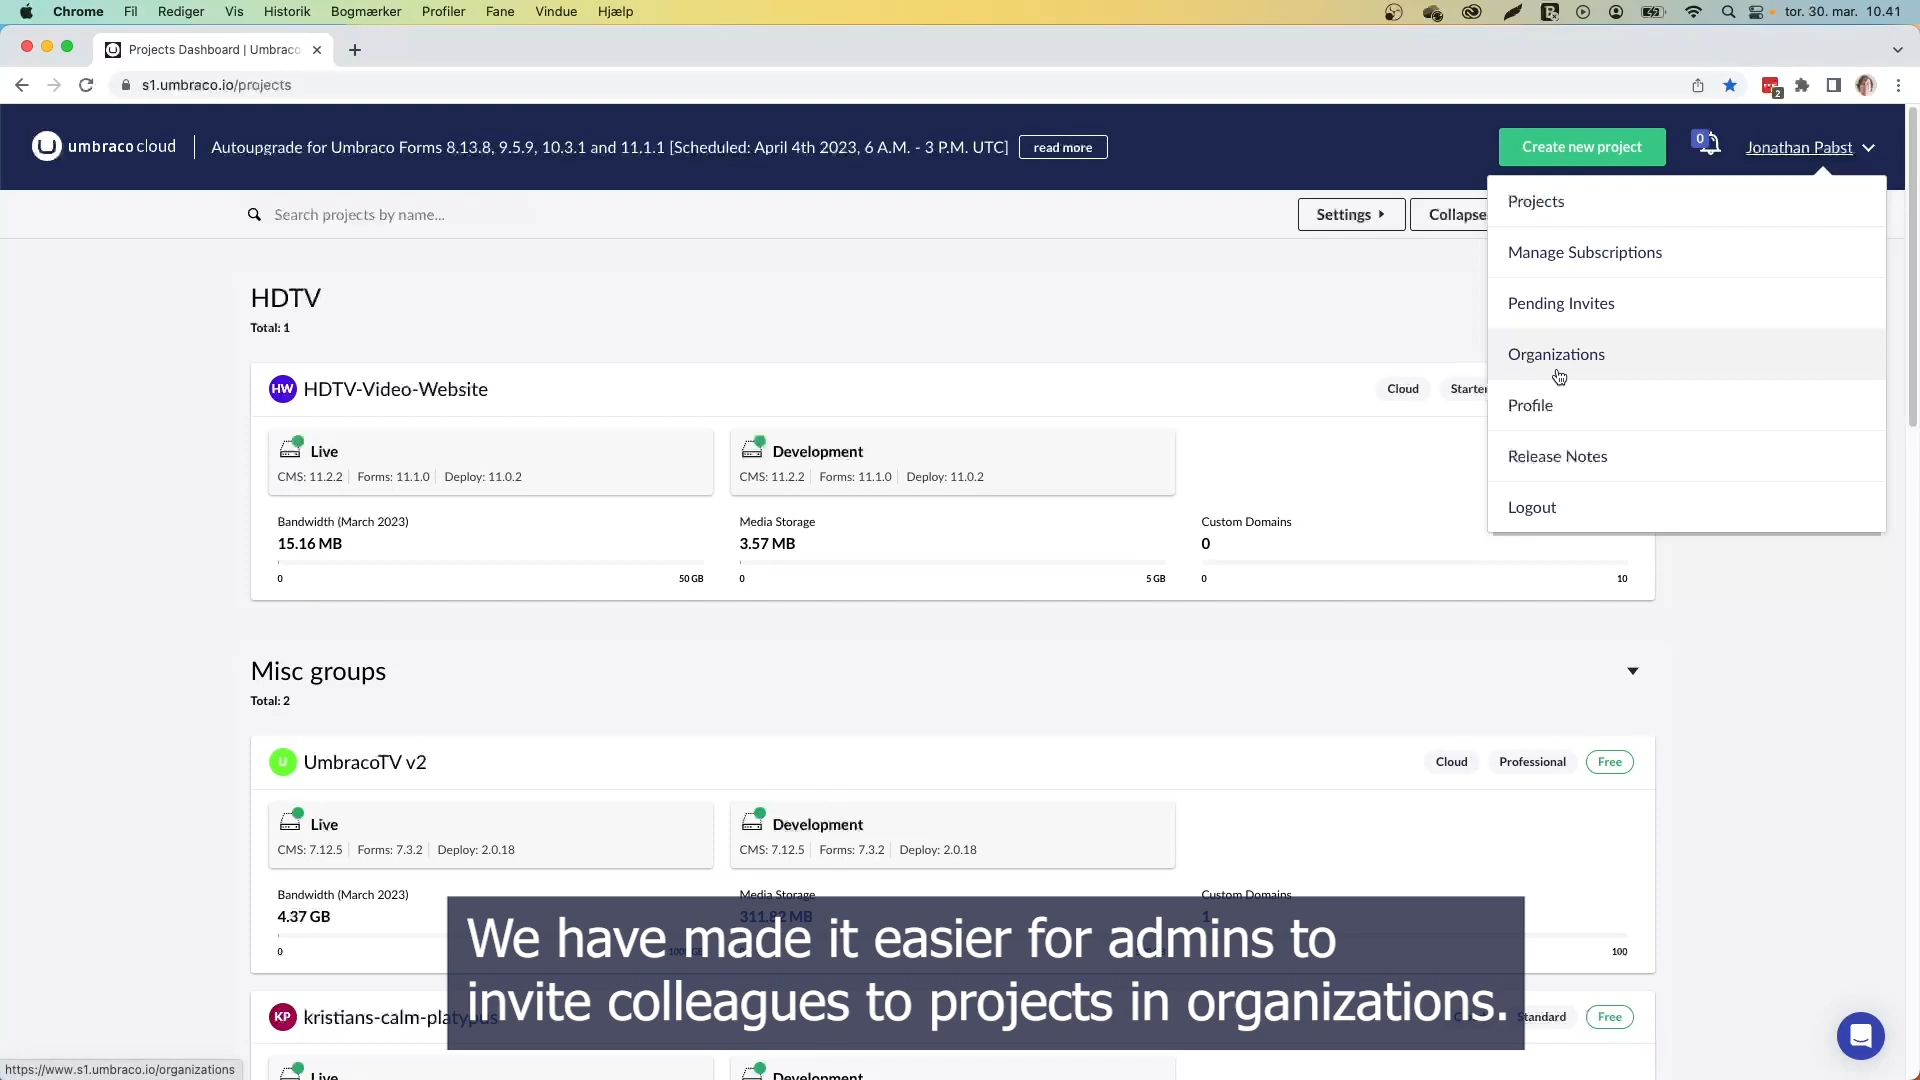 Chrome Fil Rediger Vis Historik Bogmærker Profiler Fane Vindue Hjælp tor. 30. mar. 10.41
Projects Dashboard | Umbraco
s1.umbraco.io/projects 2
umbraco cloud Autoupgrade for Umbraco Forms 8.13.8, 9.5.9, 10.3.1 and 11.1.1 [Scheduled: April 4th 2023, 6 A.M. - 3 P.M. UTC] read more Create new project 0 Jonathan Pabst
Search projects by name... Settings Collapse
Projects
Manage Subscriptions
Pending Invites
Organizations
Profile
Release Notes
Logout
HDTV
Total: 1
HW HDTV-Video-Website Cloud Starter
Live Development
CMS: 11.2.2 Forms: 11.1.0 Deploy: 11.0.2 CMS: 11.2.2 Forms: 11.1.0 Deploy: 11.0.2
Bandwidth (March 2023) Media Storage Custom Domains
15.16 MB 3.57 MB 0
0 50 GB 0 5 GB 0 10
Misc groups
Total: 2
U UmbracoTV v2 Cloud Professional Free
Live Development
CMS: 7.12.5 Forms: 7.3.2 Deploy: 2.0.18 CMS: 7.12.5 Forms: 7.3.2 Deploy: 2.0.18
Bandwidth (March 2023) Media Storage Custom Domains
4.37 GB 311.82 MB 1
0 100
We have made it easier for admins to
invite colleagues to projects in organizations.
KP kristians-calm-platypus Standard Free
Live Development
https://www.s1.umbraco.io/organizations